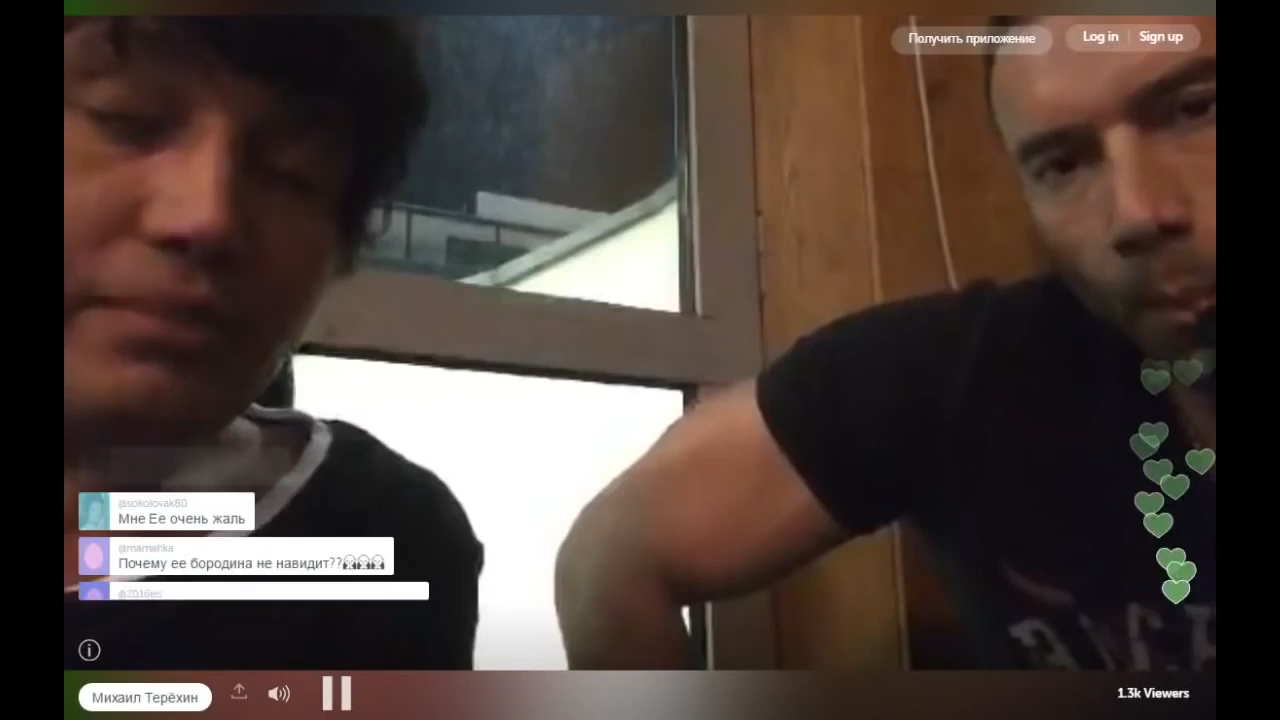 Получить приложение
Log in
Sign up
@sokolovak80
Мне Ее очень жаль
@mamahka
Почему ее бородина не навидит??
Михаил Терёхин
1.3k Viewers